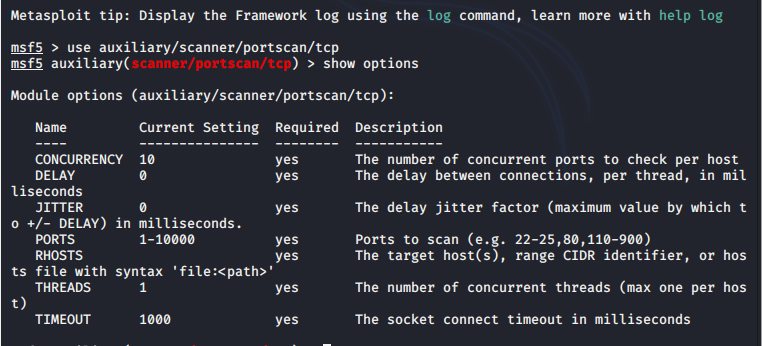 Metasploit tip: Display the Framework log using the log command, learn more with help log
msf5 > use auxiliary/scanner/portscan/tcp
msf5 auxiliary(scanner/portscan/tcp) > show options
Module options (auxiliary/scanner/portscan/tcp):
Name Current Setting Required Description
---- --------------- -------- -----------
CONCURRENCY 10 yes The number of concurrent ports to check per host
DELAY 0 yes The delay between connections, per thread, in mil
liseconds
JITTER 0 yes The delay jitter factor (maximum value by which t
o +/- DELAY) in milliseconds.
PORTS 1-10000 yes Ports to scan (e.g. 22-25,80,110-900)
RHOSTS yes The target host(s), range CIDR identifier, or hos
ts file with syntax 'file:<path>'
THREADS 1 yes The number of concurrent threads (max one per hos
t)
TIMEOUT 1000 yes The socket connect timeout in milliseconds